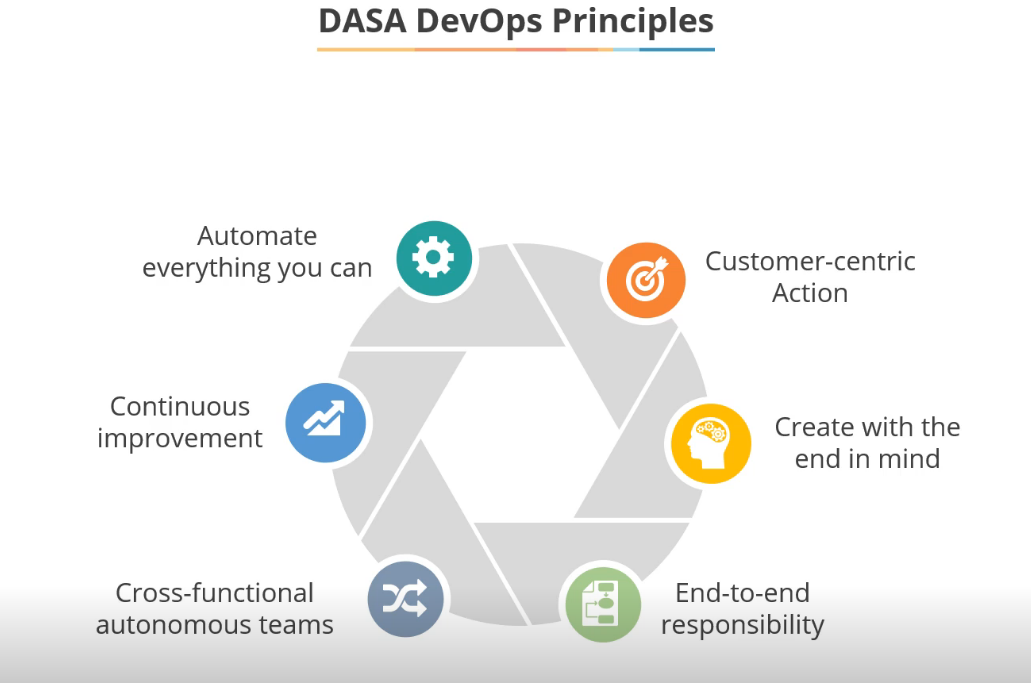 DASA DevOps Principles
Automate
everything you can
Customer-centric
Action
Continuous
improvement
Create with the
end in mind
Cross-functional
autonomous teams
End-to-end
responsibility